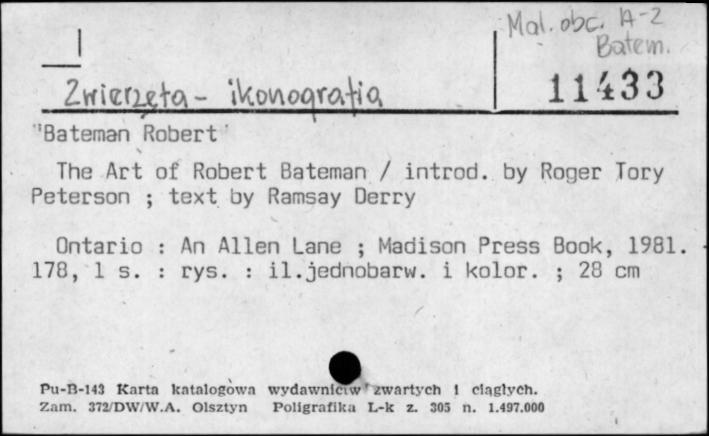 Mal. obc. IA-2
Batem.
Zwierzęta - ikonografia
11433
"Bateman Robert"
The Art of Robert Bateman / introd. by Roger Tory
Peterson ; text by Ramsay Derry
Ontario : An Allen Lane ; Madison Press Book, 1981.
178, 1 s. : rys. : il.jednobarw. i kolor. ; 28 cm
Pu-B-143 Karta katalogowa wydawnictw zwartych i ciągłych.
Zam. 372/DW/W.A. Olsztyn Poligrafika L-k z. 305 n. 1.497.000